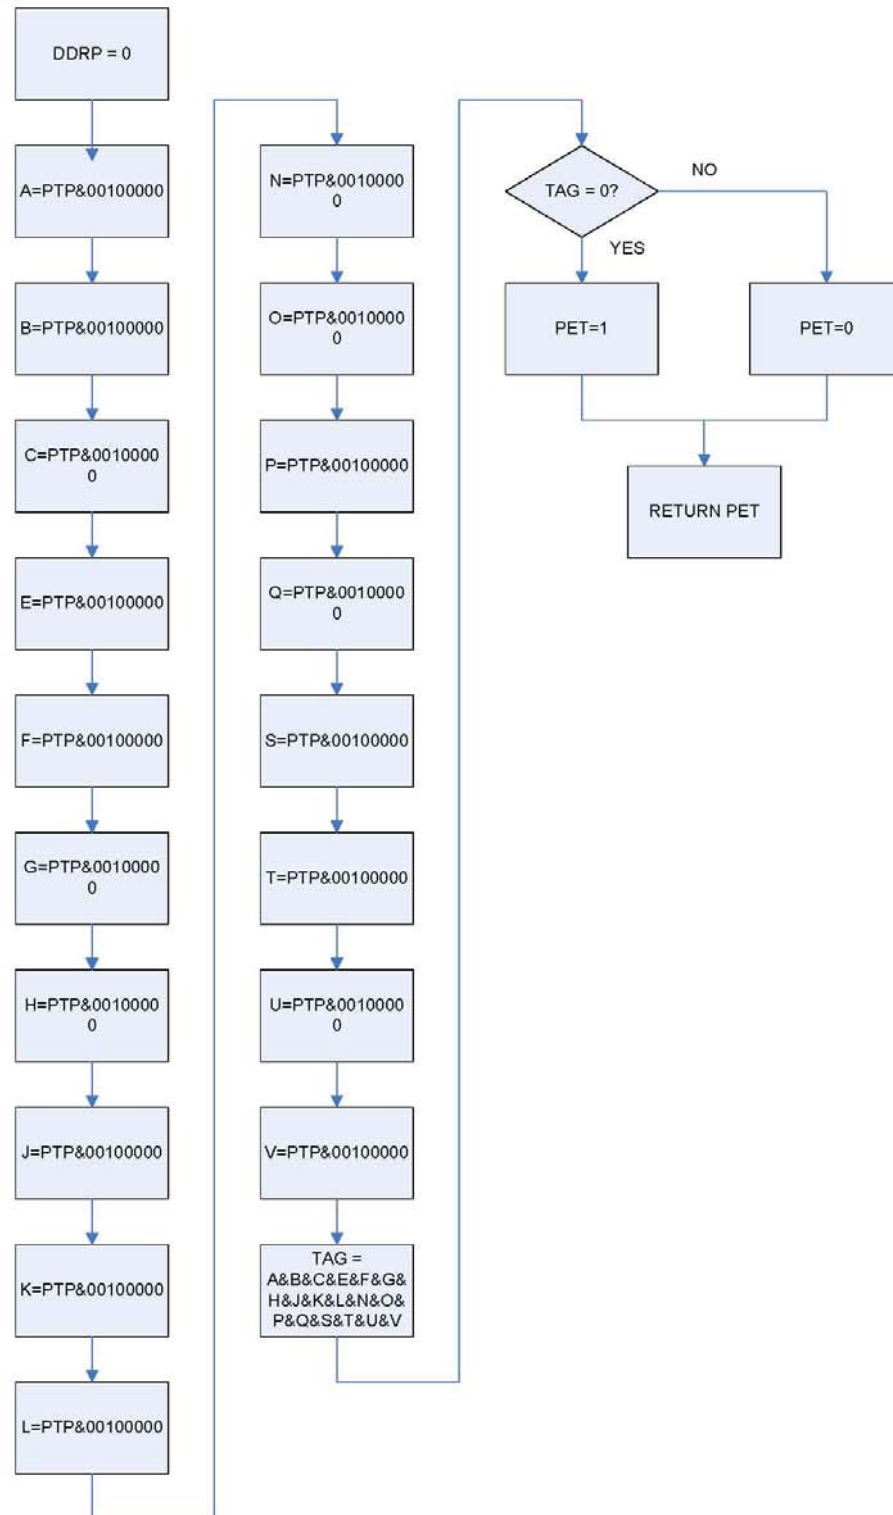 DDRP = 0
A=PTP&00100000
B=PTP&00100000
C=PTP&0010000
0
E=PTP&00100000
F=PTP&00100000
G=PTP&0010000
0
H=PTP&0010000
0
J=PTP&00100000
K=PTP&00100000
L=PTP&00100000
N=PTP&0010000
0
O=PTP&0010000
0
P=PTP&00100000
Q=PTP&0010000
0
S=PTP&00100000
T=PTP&00100000
U=PTP&0010000
0
V=PTP&00100000
TAG =
A&B&C&E&F&G&
H&J&K&L&N&O&
P&Q&S&T&U&V
TAG = 0?
NO
YES
PET=1
PET=0
RETURN PET